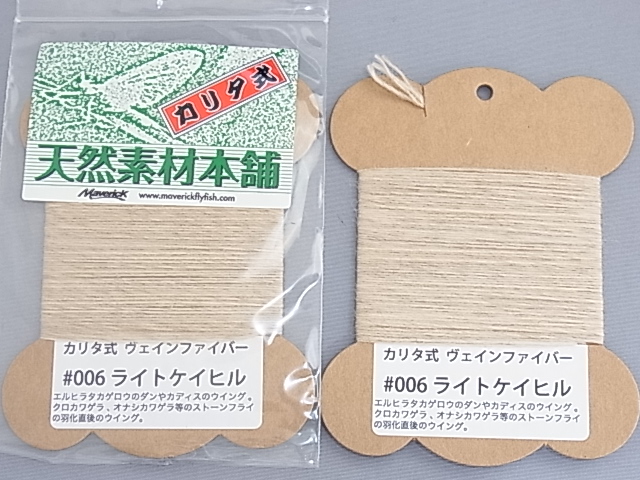 カリタ式
天然素材本舗
Maverick www.maverickflyfish.com
カリタ式 ヴェインファイバー
#006 ライトケイヒル
エルヒラタカゲロウのダンやカディスのウイング。
クロカワゲラ、オナシカワゲラ等のストーンフライ
の羽化直後のウイング。
カリタ式 ヴェインファイバー
#006 ライトケイヒル
エルヒラタカゲロウのダンやカディスのウイング。
クロカワゲラ、オナシカワゲラ等のストーンフライ
の羽化直後のウイング。